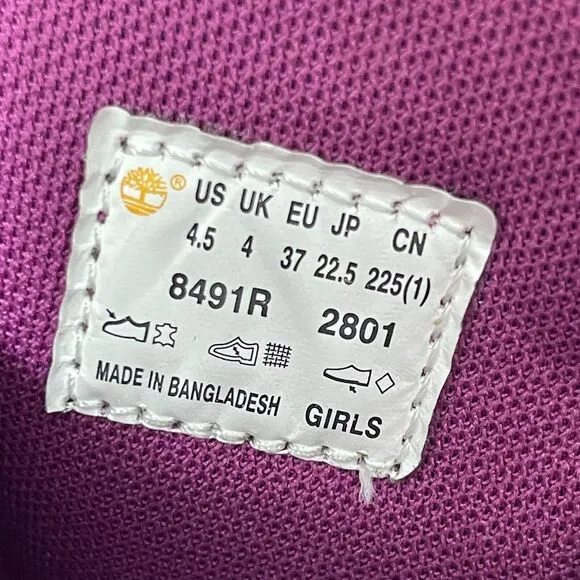 ® US UK EU JP CN
4.5 4 37 22.5 225(1)
8491R 2801
MADE IN BANGLADESH GIRLS